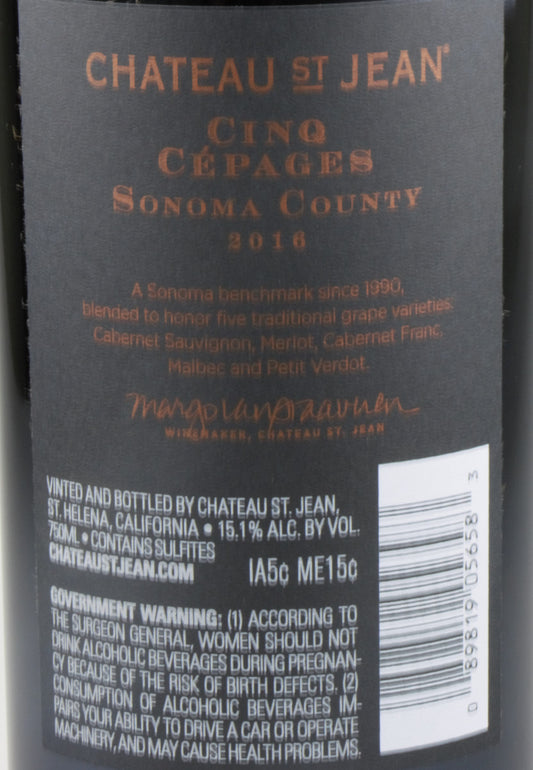 CHATEAU ST JEAN®
CINQ
CÉPAGES
SONOMA COUNTY
2016
A Sonoma benchmark since 1990,
blended to honor five traditional grape varieties:
Cabernet Sauvignon, Merlot, Cabernet Franc,
Malbec and Petit Verdot.
Margo Van Staaveren
WINEMAKER, CHATEAU ST. JEAN
VINTED AND BOTTLED BY CHATEAU ST. JEAN,
ST. HELENA, CALIFORNIA • 15.1% ALC. BY VOL.
750ML • CONTAINS SULFITES
CHATEAUSTJEAN.COM IA5¢ ME15¢
GOVERNMENT WARNING: (1) ACCORDING TO
THE SURGEON GENERAL, WOMEN SHOULD NOT
DRINK ALCOHOLIC BEVERAGES DURING PREGNAN-
CY BECAUSE OF THE RISK OF BIRTH DEFECTS. (2)
CONSUMPTION OF ALCOHOLIC BEVERAGES IM-
PAIRS YOUR ABILITY TO DRIVE A CAR OR OPERATE
MACHINERY, AND MAY CAUSE HEALTH PROBLEMS.
0 89819 05658 3